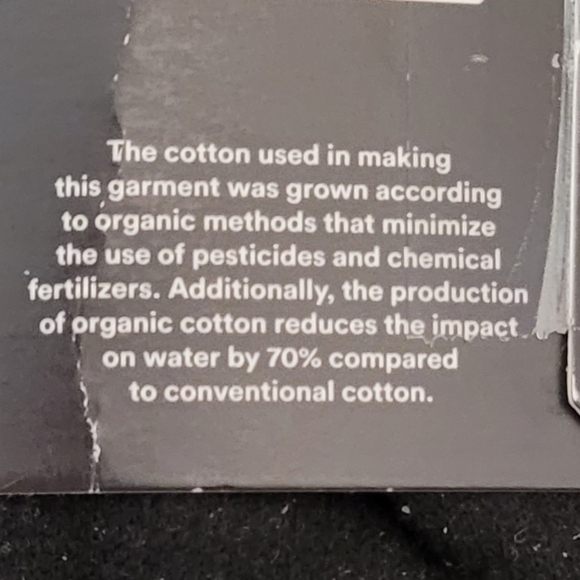 The cotton used in making
this garment was grown according
to organic methods that minimize
the use of pesticides and chemical
fertilizers. Additionally, the production
of organic cotton reduces the impact
on water by 70% compared
to conventional cotton.